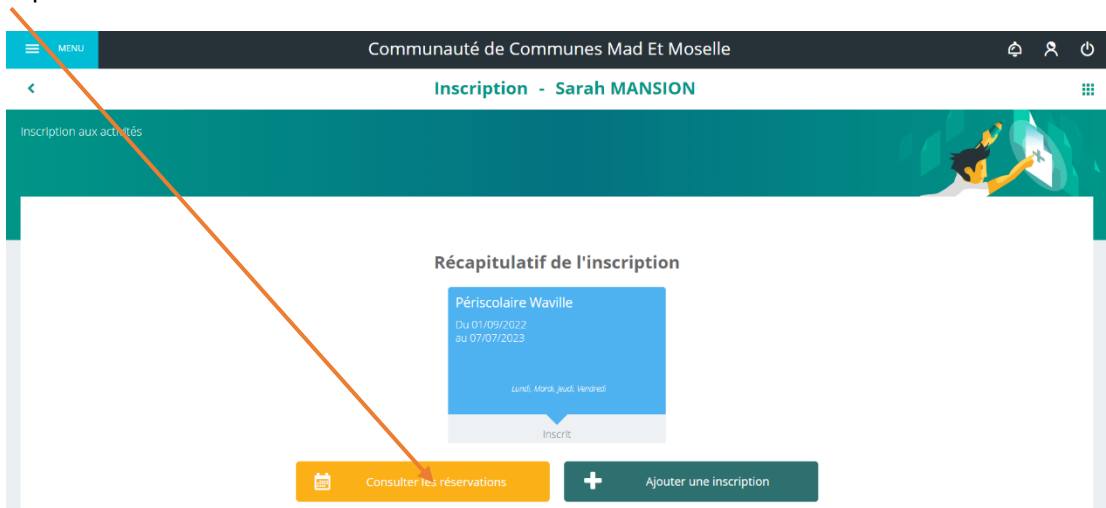 MENU
Communauté de Communes Mad Et Moselle
Inscription - Sarah MANSION
Inscription aux activités
Récapitulatif de l'inscription
Périscolaire Waville
Du 01/09/2022
au 07/07/2023
Lundi, Mardi, Jeudi, Vendredi
Inscrit
Consulter les réservations
Ajouter une inscription